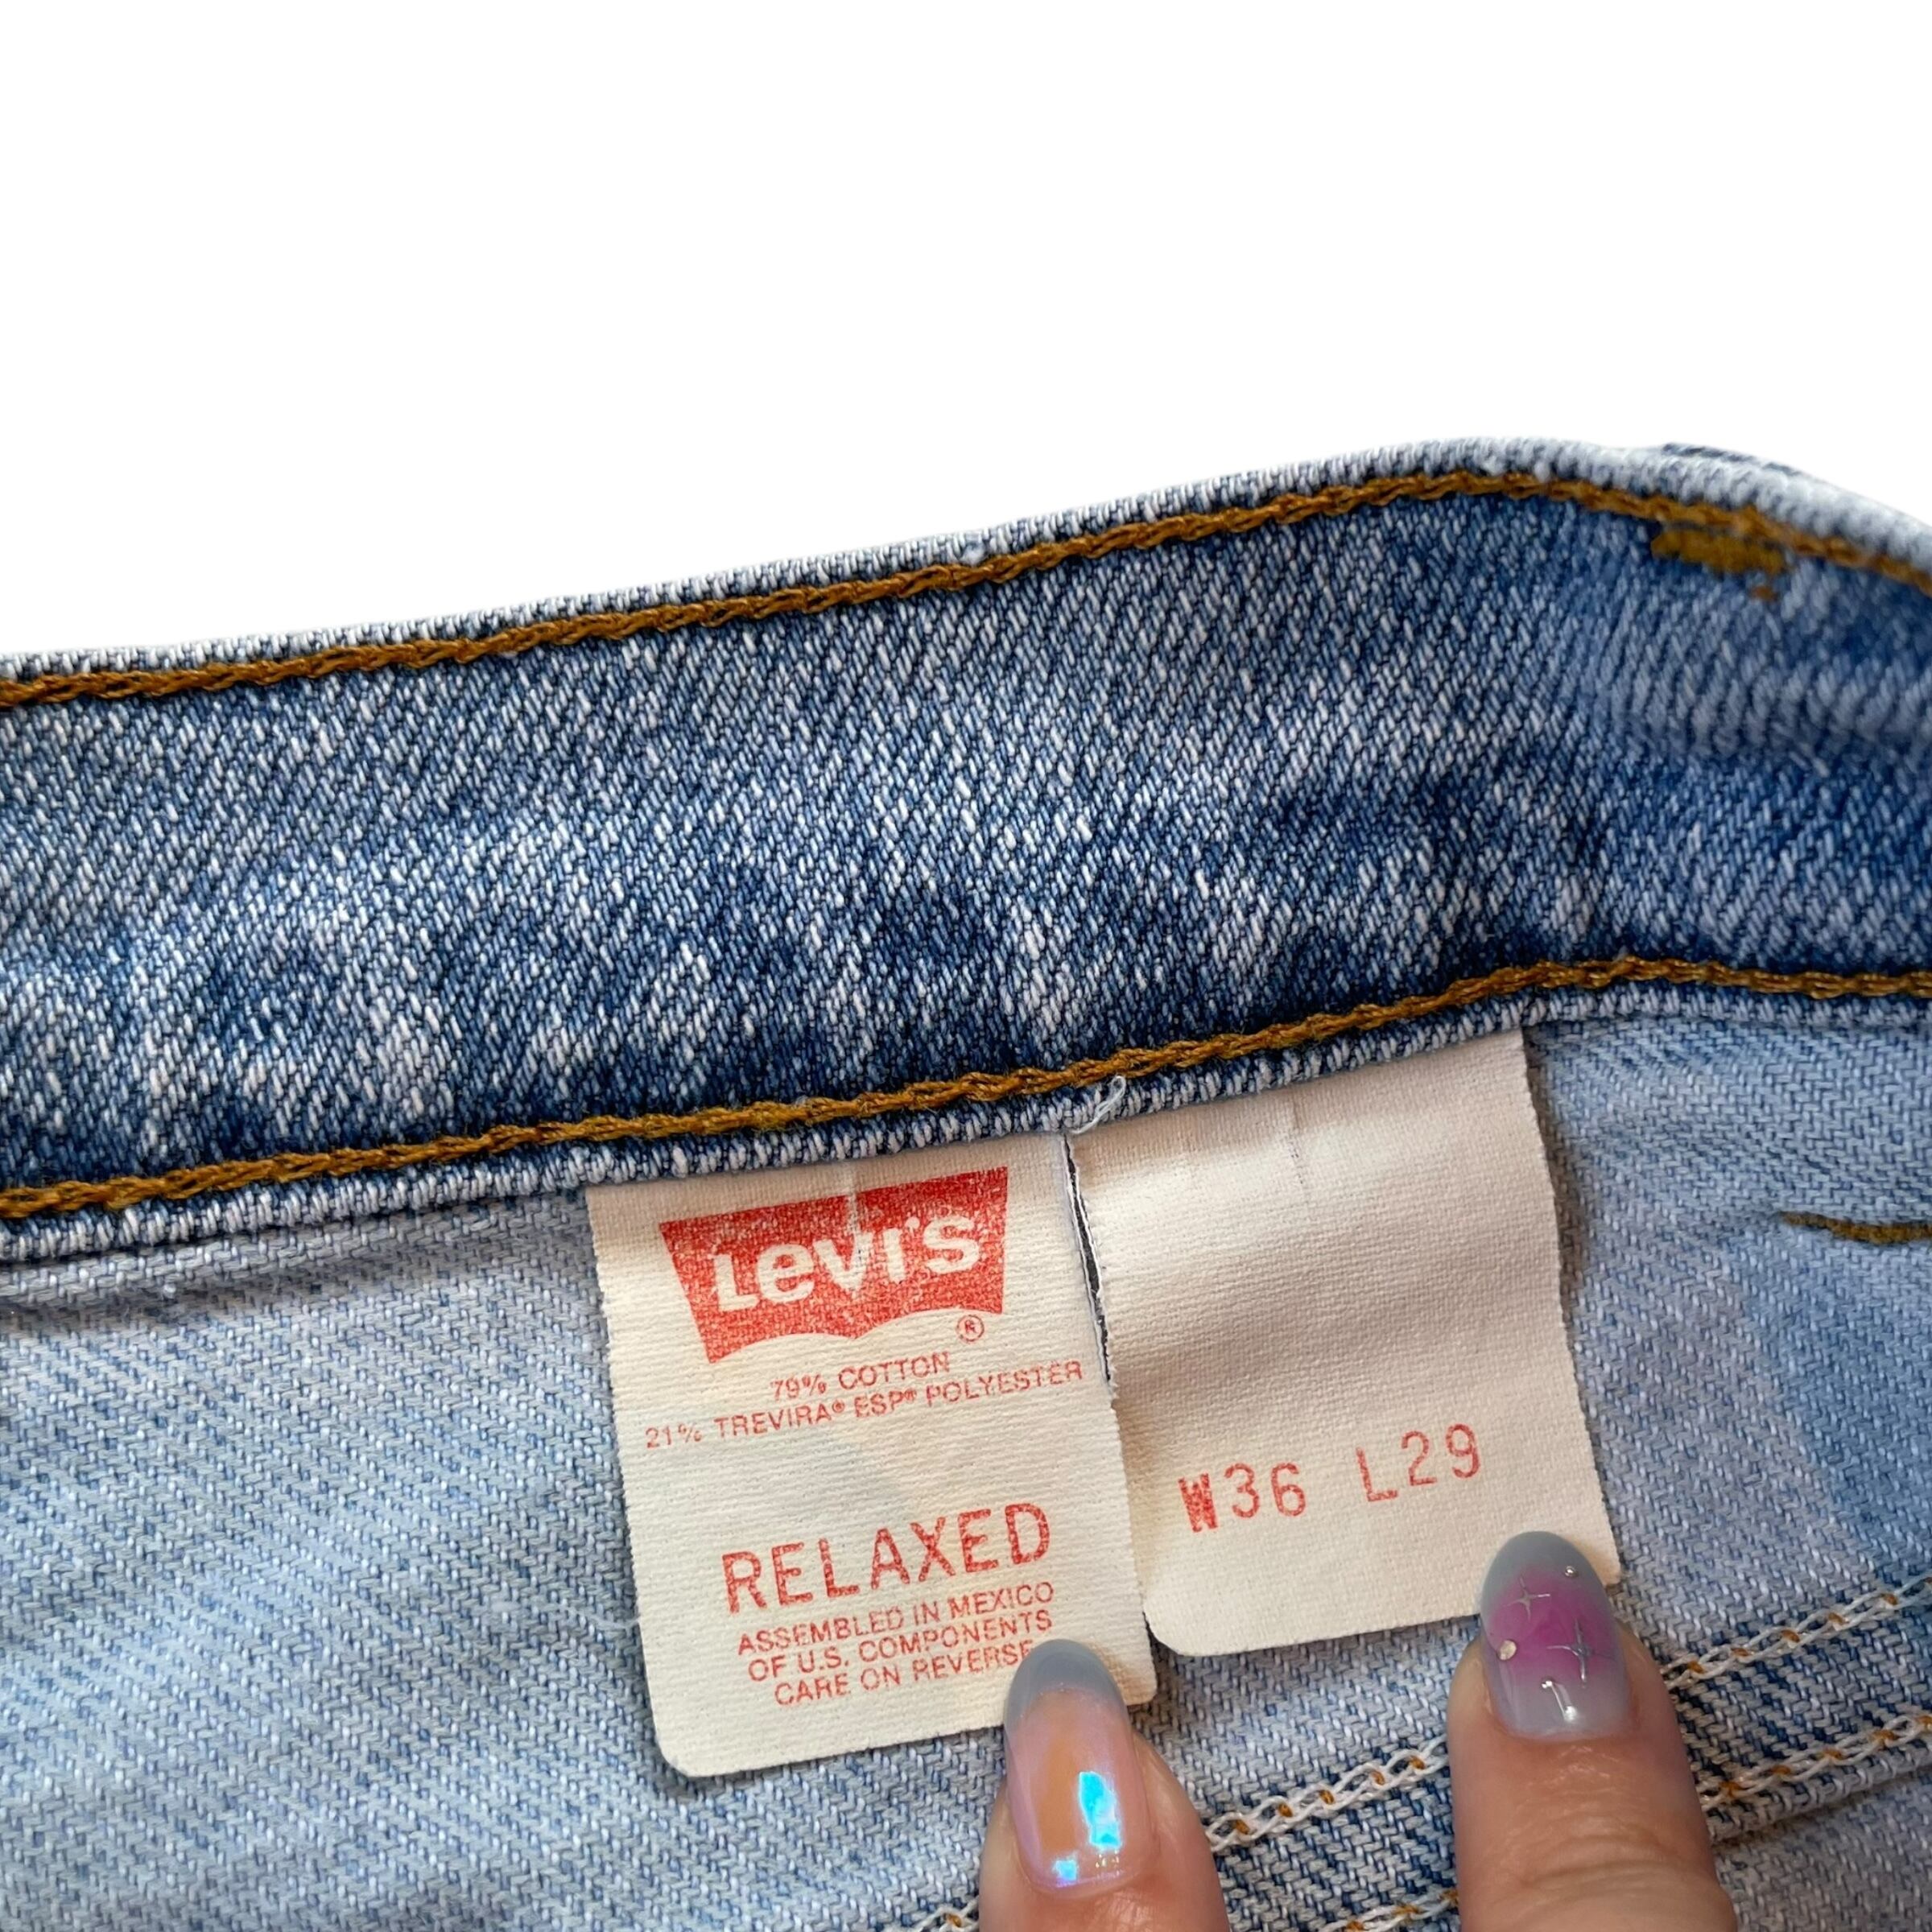 Levi's
®
79% COTTON
21% TREVIRA® ESP® POLYESTER
RELAXED
ASSEMBLED IN MEXICO
OF U.S. COMPONENTS
CARE ON REVERSE
W36 L29